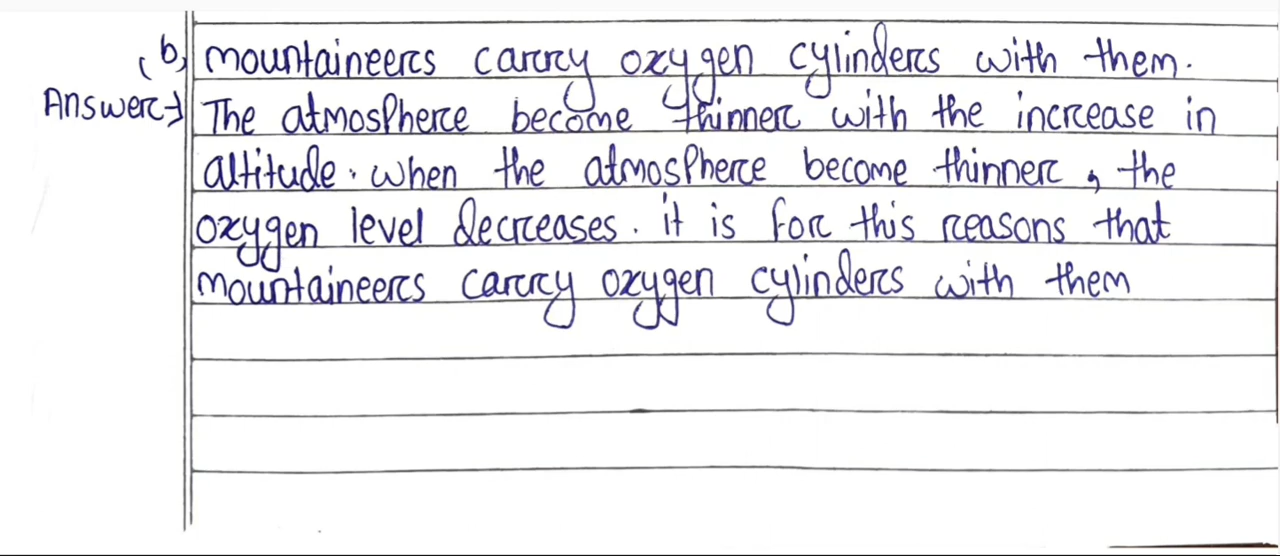 (b) mountaineers carry oxygen cylinders with them.
Answer→ The atmosphere become thinner with the increase in
altitude. when the atmosphere become thinner, the
oxygen level decreases. it is for this reasons that
mountaineers carry oxygen cylinders with them